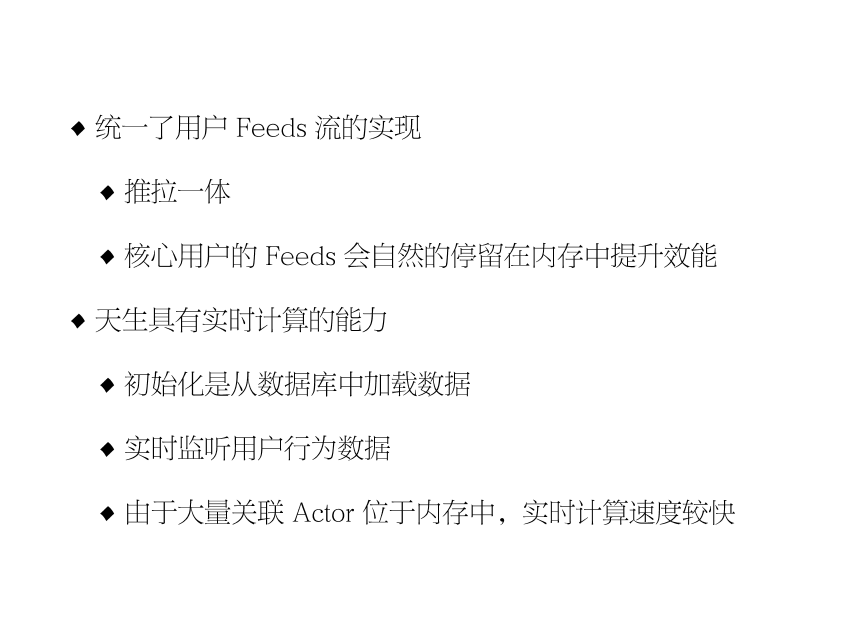 ◆ 统一了用户 Feeds 流的实现
◆ 推拉一体
◆ 核心用户的 Feeds 会自然的停留在内存中提升效能
◆ 天生具有实时计算的能力
◆ 初始化是从数据库中加载数据
◆ 实时监听用户行为数据
◆ 由于大量关联 Actor 位于内存中，实时计算速度较快